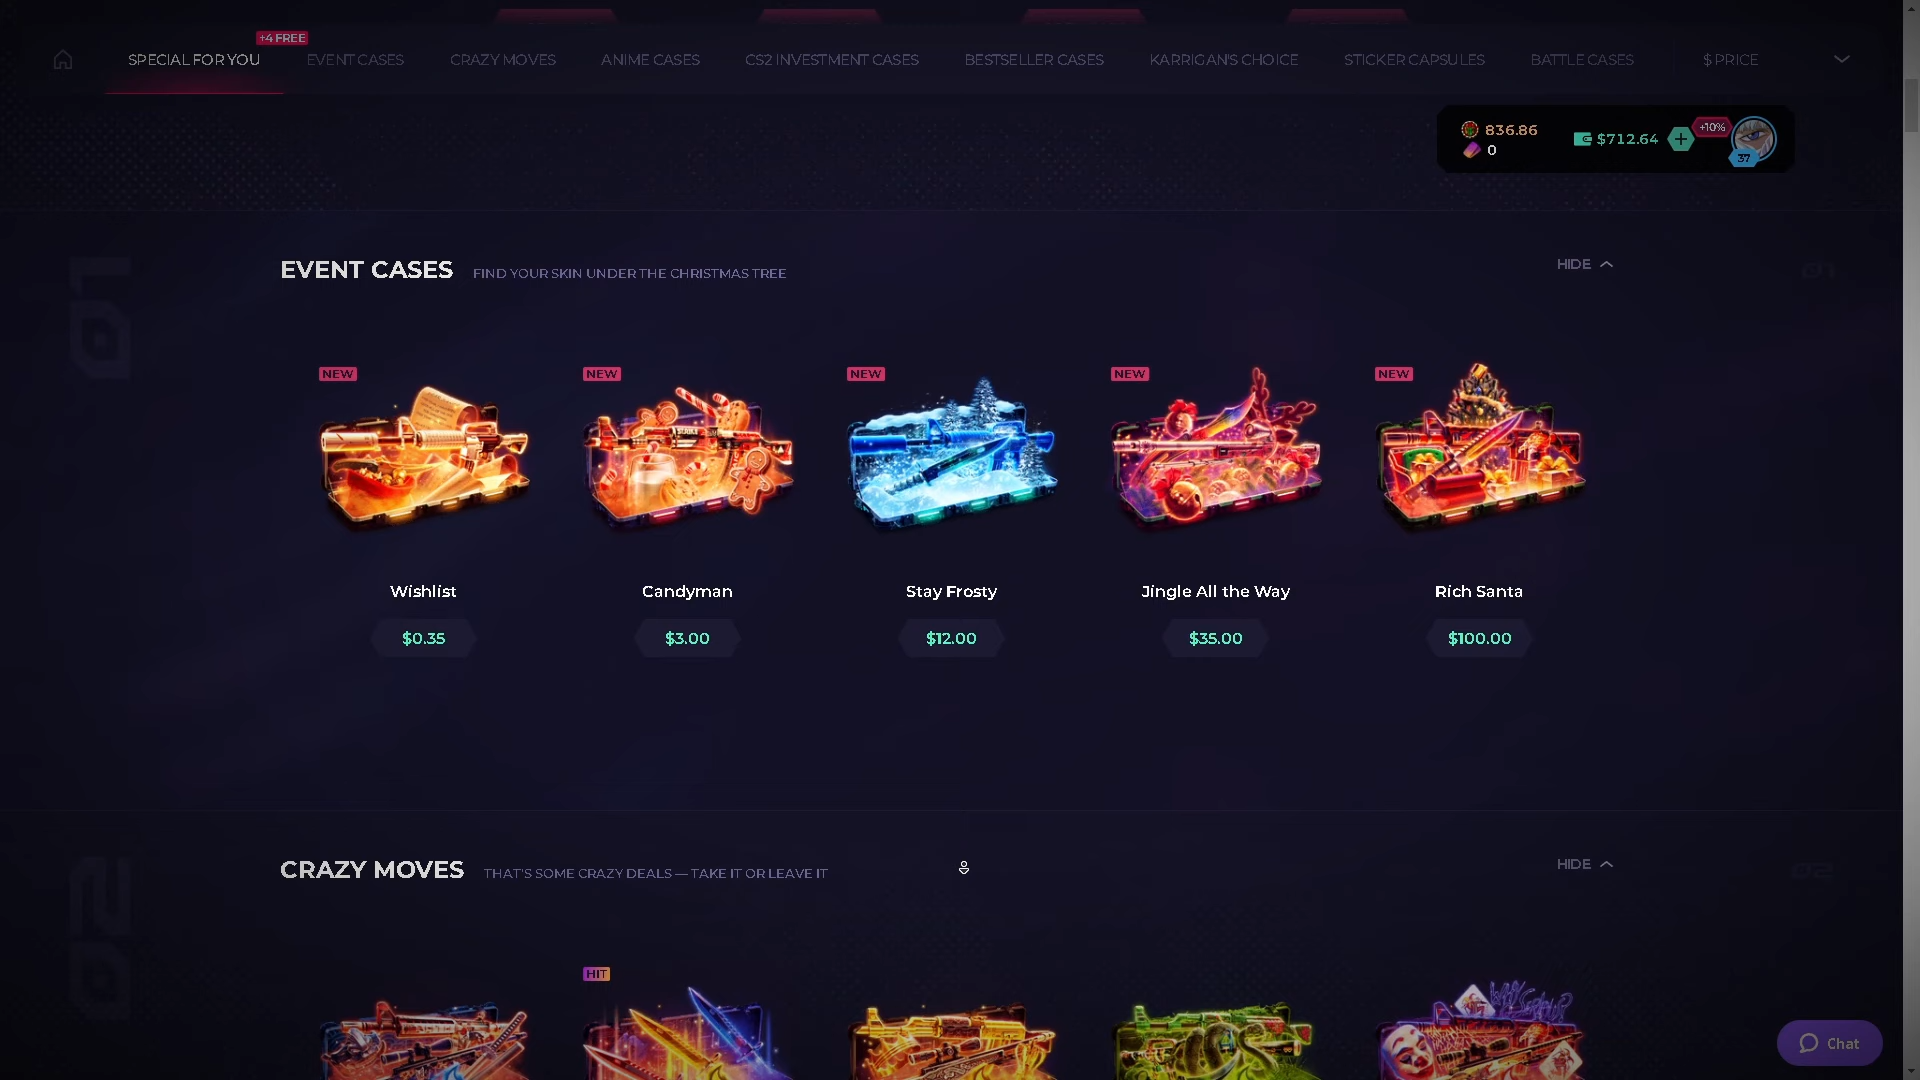 +4 FREE
SPECIAL FOR YOU EVENT CASES CRAZY MOVES ANIME CASES CS2 INVESTMENT CASES BESTSELLER CASES KARRIGAN'S CHOICE STICKER CAPSULES BATTLE CASES $ PRICE
836.86
0
$712.64
+10%
37
01
EVENT CASES FIND YOUR SKIN UNDER THE CHRISTMAS TREE
HIDE
01
NEW NEW NEW NEW NEW
Wishlist Candyman Stay Frosty Jingle All the Way Rich Santa
$0.35 $3.00 $12.00 $35.00 $100.00
02
CRAZY MOVES THAT'S SOME CRAZY DEALS — TAKE IT OR LEAVE IT
HIDE
02
HIT
Chat